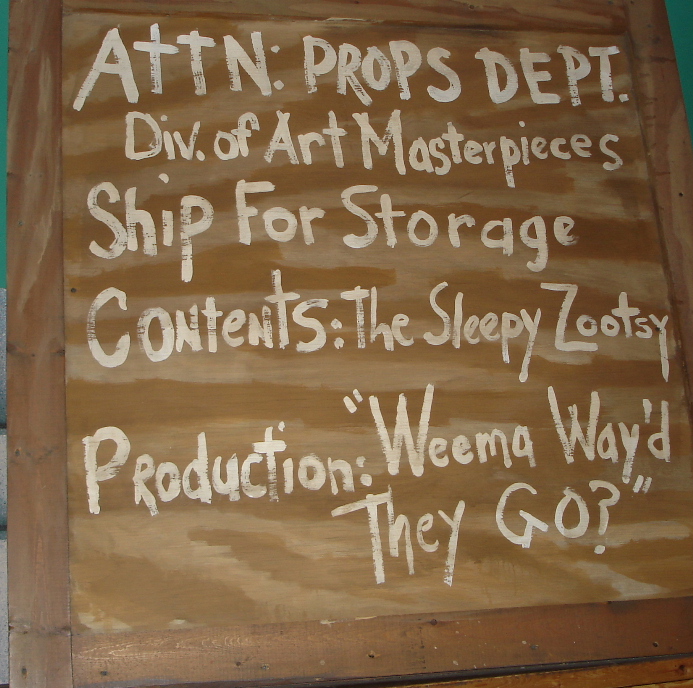 ATTN: PROPS DEPT.
Div. of Art Masterpieces
Ship For Storage
Contents: The Sleepy Zootsy
Production: "Weema Way'd
They Go?"